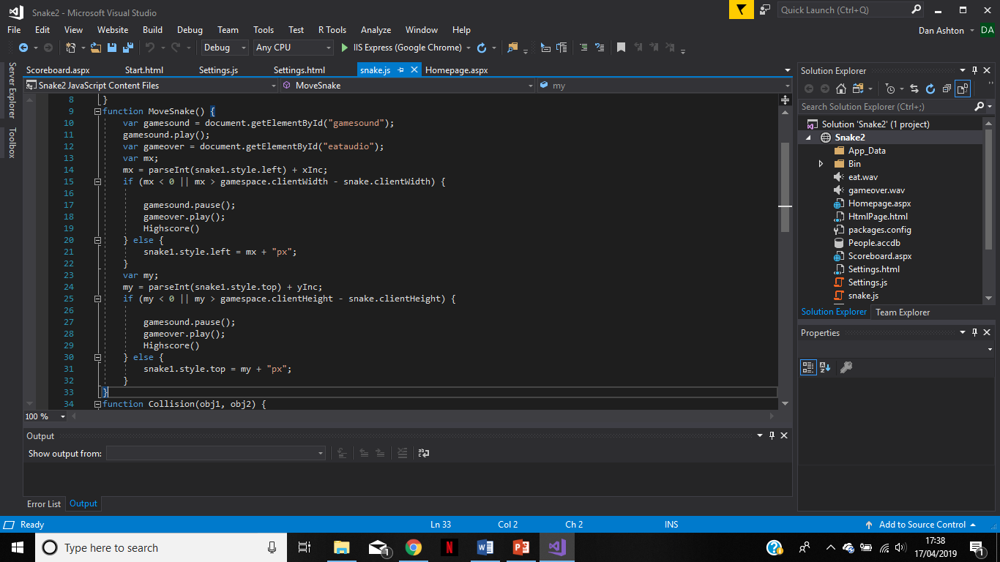 Snake2 - Microsoft Visual Studio
Quick Launch (Ctrl+Q)
File Edit View Website Build Debug Team Tools Test R Tools Analyze Window Help
Dan Ashton DA
Debug Any CPU IIS Express (Google Chrome)
Server Explorer
Toolbox
Scoreboard.aspx Start.html Settings.js Settings.html snake.js Homepage.aspx
Snake2 JavaScript Content Files MoveSnake my
8 }
9 function MoveSnake() {
10 var gamesound = document.getElementById("gamesound");
11 gamesound.play();
12 var gameover = document.getElementById("eataudio");
13 var mx;
14 mx = parseInt(snake1.style.left) + xInc;
15 if (mx < 0 || mx > gamespace.clientWidth - snake.clientWidth) {
16
17 gamesound.pause();
18 gameover.play();
19 Highscore()
20 } else {
21 snake1.style.left = mx + "px";
22 }
23 var my;
24 my = parseInt(snake1.style.top) + yInc;
25 if (my < 0 || my > gamespace.clientHeight - snake.clientHeight) {
26
27 gamesound.pause();
28 gameover.play();
29 Highscore()
30 } else {
31 snake1.style.top = my + "px";
32 }
33 }
34 function Collision(obj1, obj2) {
100 %
Output
Show output from:
Error List Output
Solution Explorer
Search Solution Explorer (Ctrl+;)
Solution 'Snake2' (1 project)
Snake2
App_Data
Bin
eat.wav
gameover.wav
Homepage.aspx
HtmlPage.html
packages.config
People.accdb
Scoreboard.aspx
Settings.html
Settings.js
snake.js
Solution Explorer Team Explorer
Properties
Ready Ln 33 Col 2 Ch 2 INS Add to Source Control
Type here to search
17:38
17/04/2019